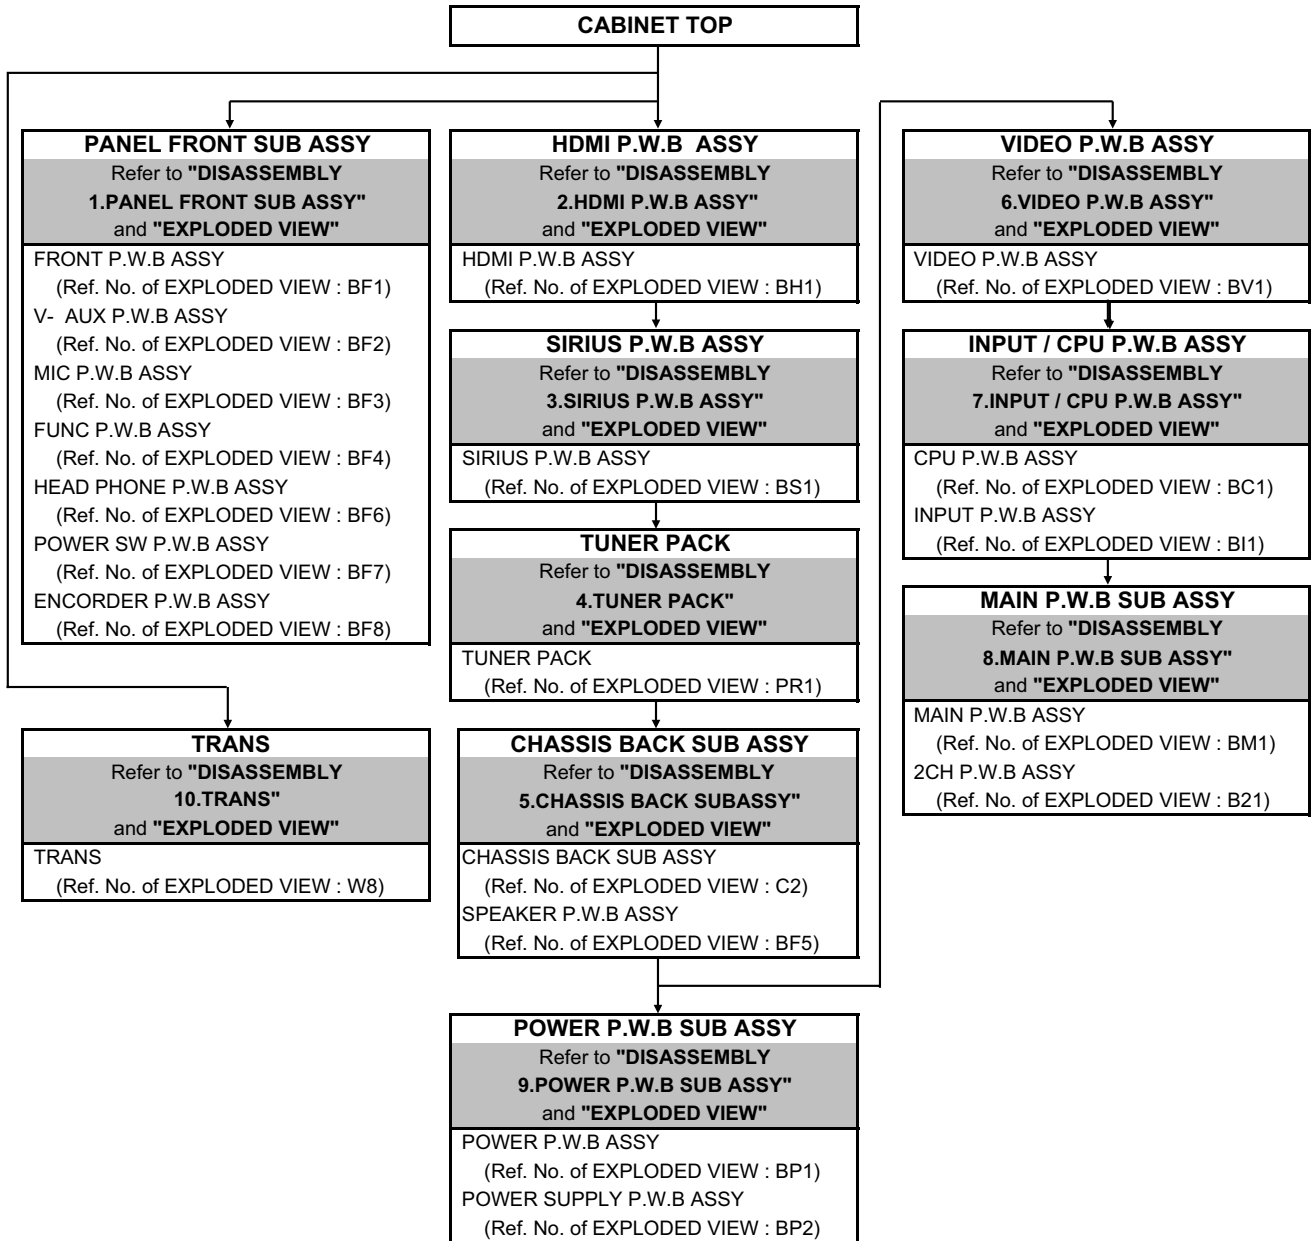 CABINET TOP
PANEL FRONT SUB ASSY
Refer to "DISASSEMBLY
1.PANEL FRONT SUB ASSY"
and "EXPLODED VIEW"
FRONT P.W.B ASSY
(Ref. No. of EXPLODED VIEW : BF1)
V- AUX P.W.B ASSY
(Ref. No. of EXPLODED VIEW : BF2)
MIC P.W.B ASSY
(Ref. No. of EXPLODED VIEW : BF3)
FUNC P.W.B ASSY
(Ref. No. of EXPLODED VIEW : BF4)
HEAD PHONE P.W.B ASSY
(Ref. No. of EXPLODED VIEW : BF6)
POWER SW P.W.B ASSY
(Ref. No. of EXPLODED VIEW : BF7)
ENCORDER P.W.B ASSY
(Ref. No. of EXPLODED VIEW : BF8)
TRANS
Refer to "DISASSEMBLY
10.TRANS"
and "EXPLODED VIEW"
TRANS
(Ref. No. of EXPLODED VIEW : W8)
HDMI P.W.B ASSY
Refer to "DISASSEMBLY
2.HDMI P.W.B ASSY"
and "EXPLODED VIEW"
HDMI P.W.B ASSY
(Ref. No. of EXPLODED VIEW : BH1)
SIRIUS P.W.B ASSY
Refer to "DISASSEMBLY
3.SIRIUS P.W.B ASSY"
and "EXPLODED VIEW"
SIRIUS P.W.B ASSY
(Ref. No. of EXPLODED VIEW : BS1)
TUNER PACK
Refer to "DISASSEMBLY
4.TUNER PACK"
and "EXPLODED VIEW"
TUNER PACK
(Ref. No. of EXPLODED VIEW : PR1)
CHASSIS BACK SUB ASSY
Refer to "DISASSEMBLY
5.CHASSIS BACK SUBASSY"
and "EXPLODED VIEW"
CHASSIS BACK SUB ASSY
(Ref. No. of EXPLODED VIEW : C2)
SPEAKER P.W.B ASSY
(Ref. No. of EXPLODED VIEW : BF5)
POWER P.W.B SUB ASSY
Refer to "DISASSEMBLY
9.POWER P.W.B SUB ASSY"
and "EXPLODED VIEW"
POWER P.W.B ASSY
(Ref. No. of EXPLODED VIEW : BP1)
POWER SUPPLY P.W.B ASSY
(Ref. No. of EXPLODED VIEW : BP2)
VIDEO P.W.B ASSY
Refer to "DISASSEMBLY
6.VIDEO P.W.B ASSY"
and "EXPLODED VIEW"
VIDEO P.W.B ASSY
(Ref. No. of EXPLODED VIEW : BV1)
INPUT / CPU P.W.B ASSY
Refer to "DISASSEMBLY
7.INPUT / CPU P.W.B ASSY"
and "EXPLODED VIEW"
CPU P.W.B ASSY
(Ref. No. of EXPLODED VIEW : BC1)
INPUT P.W.B ASSY
(Ref. No. of EXPLODED VIEW : BI1)
MAIN P.W.B SUB ASSY
Refer to "DISASSEMBLY
8.MAIN P.W.B SUB ASSY"
and "EXPLODED VIEW"
MAIN P.W.B ASSY
(Ref. No. of EXPLODED VIEW : BM1)
2CH P.W.B ASSY
(Ref. No. of EXPLODED VIEW : B21)